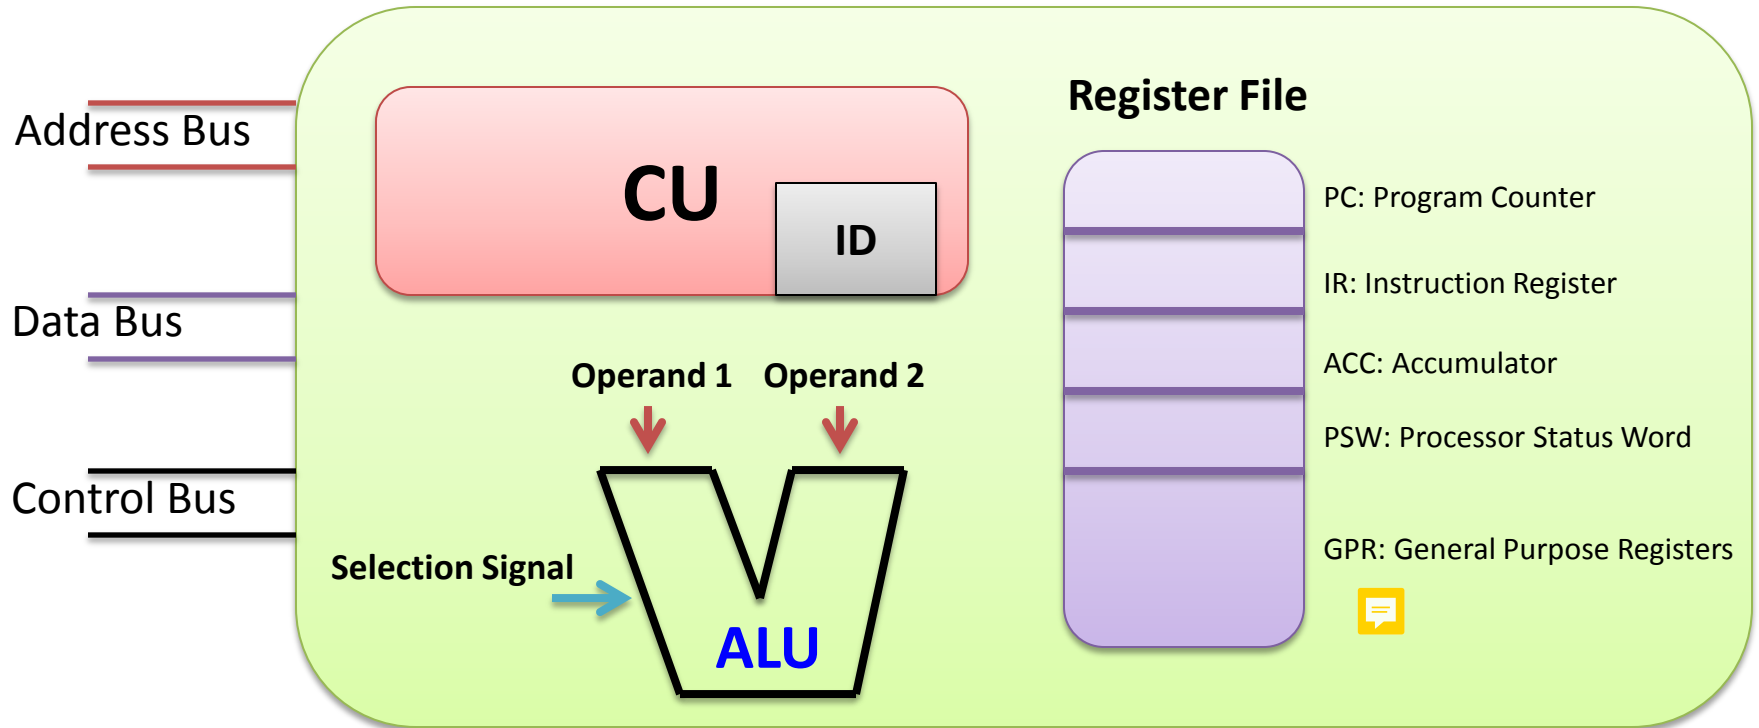 Address Bus
Data Bus
Control Bus
CU
ID
Operand 1
Operand 2
Selection Signal
ALU
Register File
PC: Program Counter
IR: Instruction Register
ACC: Accumulator
PSW: Processor Status Word
GPR: General Purpose Registers